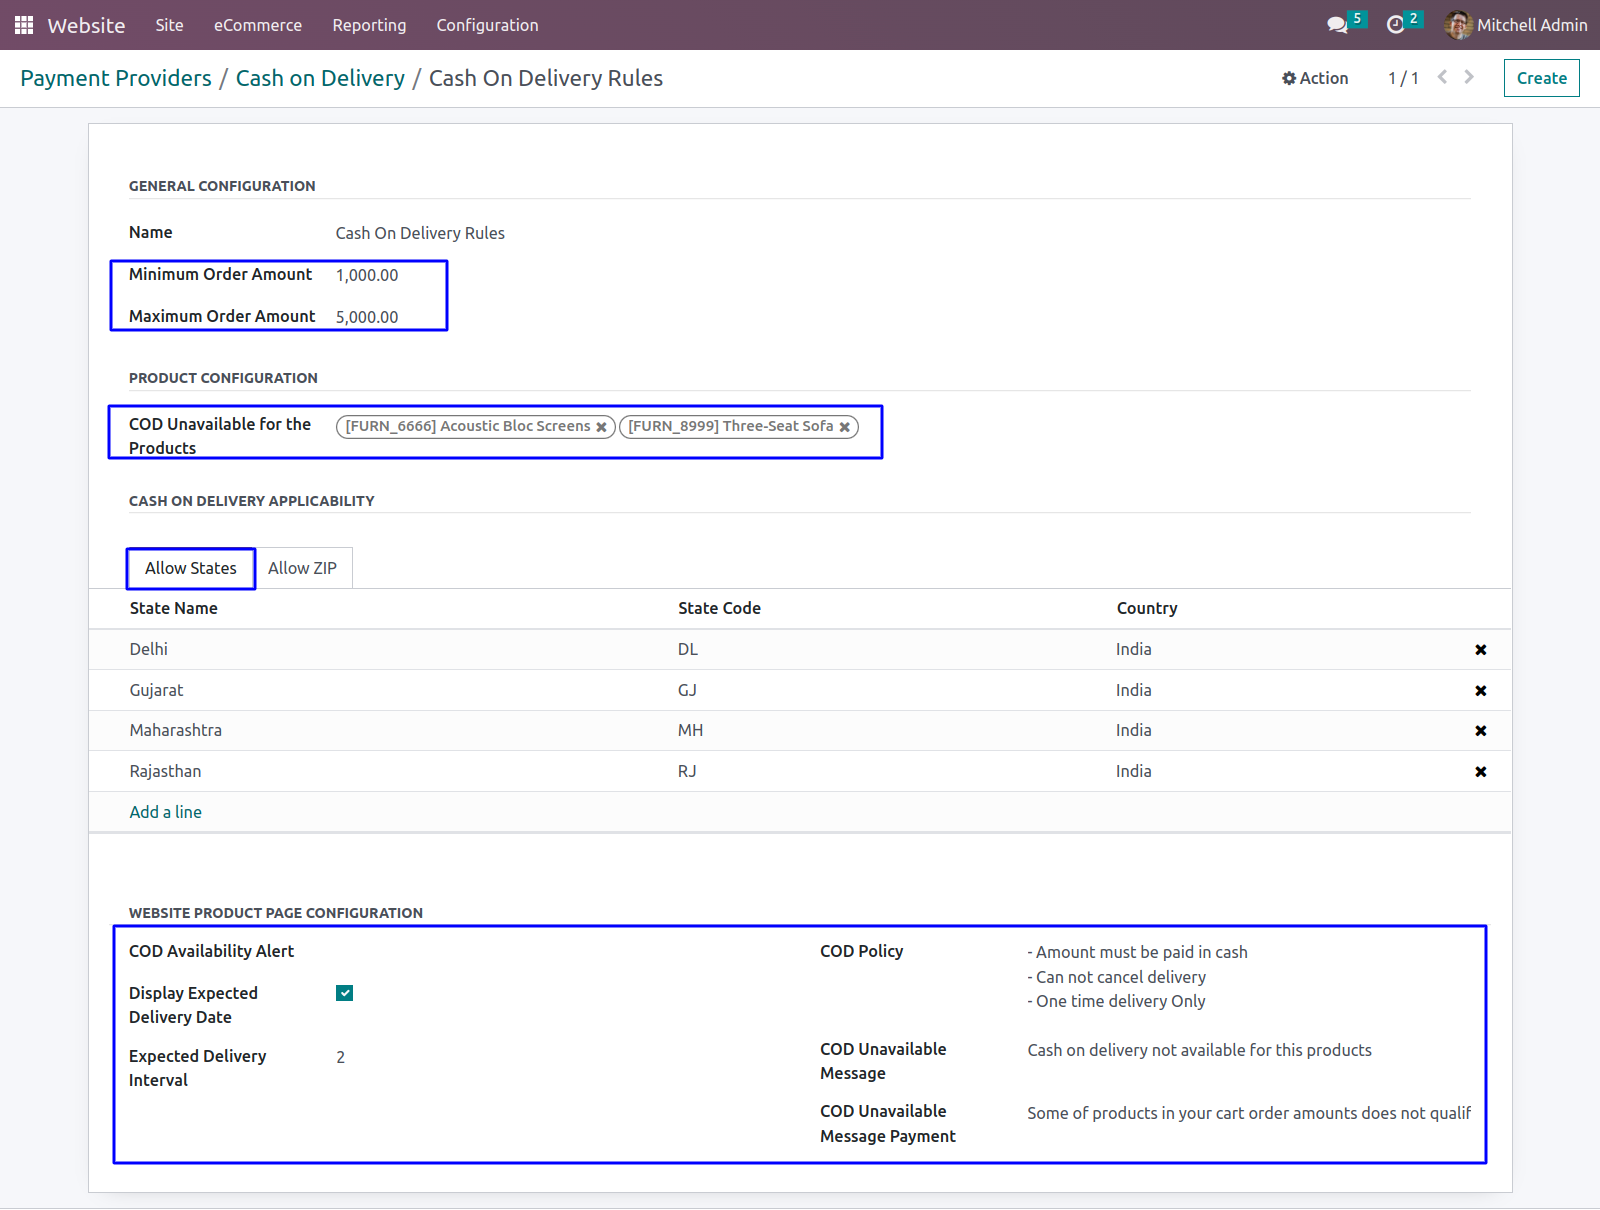 Website Site eCommerce Reporting Configuration 5 2 Mitchell Admin
Payment Providers / Cash on Delivery / Cash On Delivery Rules Action 1 / 1 Create
GENERAL CONFIGURATION
Name Cash On Delivery Rules
Minimum Order Amount 1,000.00
Maximum Order Amount 5,000.00
PRODUCT CONFIGURATION
COD Unavailable for the Products [FURN_6666] Acoustic Bloc Screens [FURN_8999] Three-Seat Sofa
CASH ON DELIVERY APPLICABILITY
Allow States Allow ZIP
State Name State Code Country
Delhi DL India
Gujarat GJ India
Maharashtra MH India
Rajasthan RJ India
Add a line
WEBSITE PRODUCT PAGE CONFIGURATION
COD Availability Alert
Display Expected
Delivery Date
Expected Delivery Interval 2
COD Policy - Amount must be paid in cash
- Can not cancel delivery
- One time delivery Only
COD Unavailable Message Cash on delivery not available for this products
COD Unavailable Message Payment Some of products in your cart order amounts does not qualif